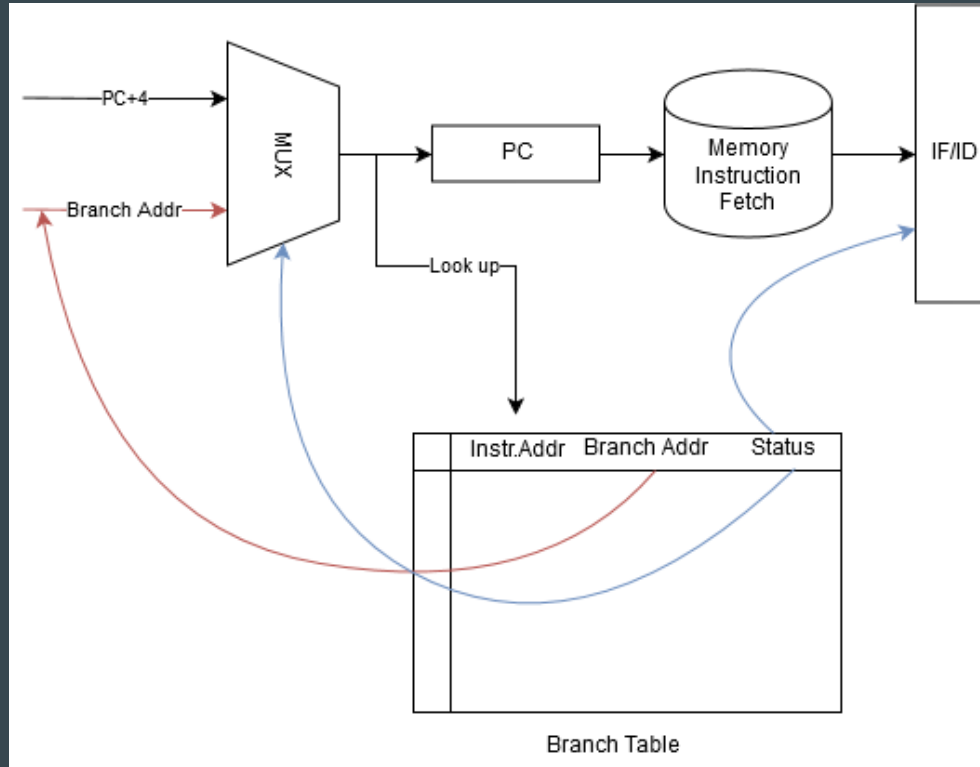 PC+4
MUX
PC
Memory
Instruction
Fetch
IF/ID
Branch Addr
Look up
Instr.Addr Branch Addr Status
Branch Table